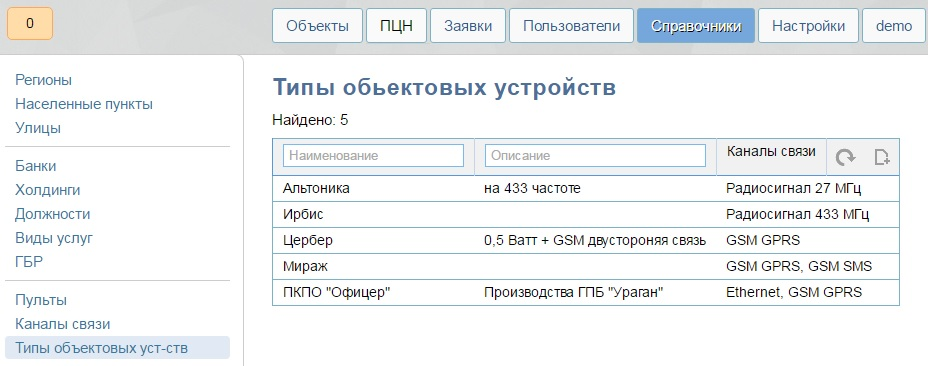 0
Объекты ПЦН Заявки Пользователи Справочники Настройки demo
Регионы
Населенные пункты
Улицы
Банки
Холдинги
Должности
Виды услуг
ГБР
Пульты
Каналы связи
Типы объектовых уст-ств
Типы обьектовых устройств
Найдено: 5
Наименование Описание Каналы связи
Альтоника на 433 частоте Радиосигнал 27 МГц
Ирбис Радиосигнал 433 МГц
Цербер 0,5 Ватт + GSM двустороняя связь GSM GPRS
Мираж GSM GPRS, GSM SMS
ПКПО "Офицер" Производства ГПБ "Ураган" Ethernet, GSM GPRS